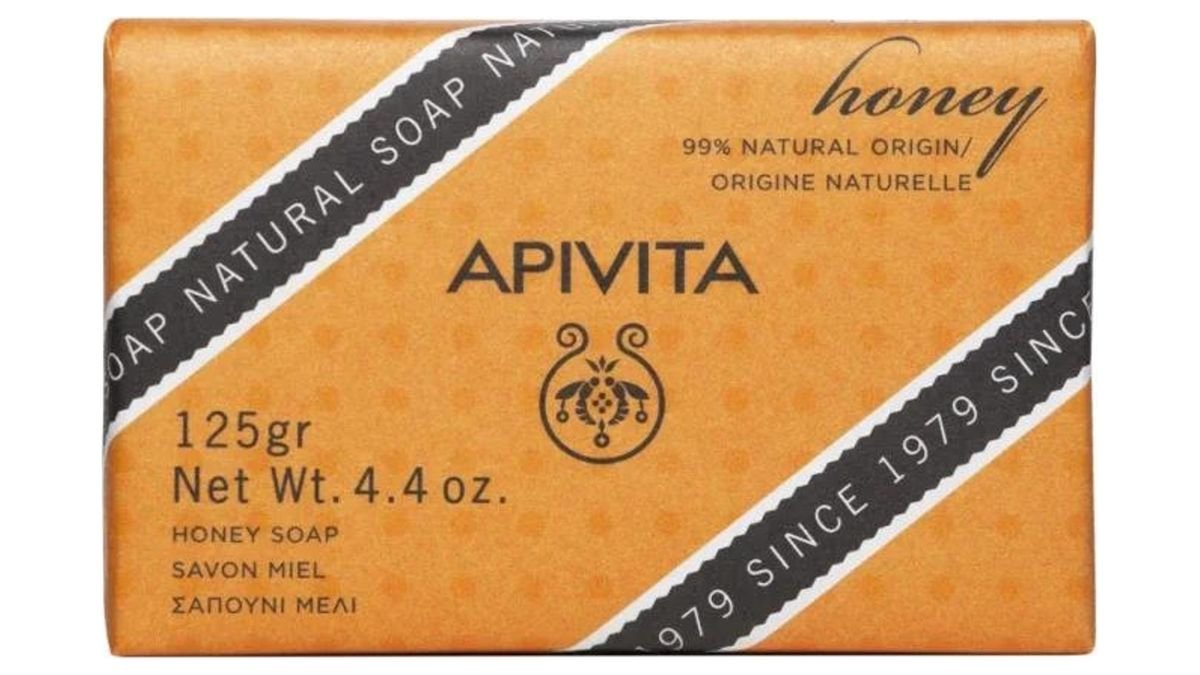 SOAP NATURAL SOAP
honey
99% NATURAL ORIGIN/
ORIGINE NATURELLE
APIVITA
125gr
Net Wt. 4.4 oz.
HONEY SOAP
SAVON MIEL
ΣΑΠΟΥΝΙ ΜΕΛΙ
1979 SINCE 1979 SINCE